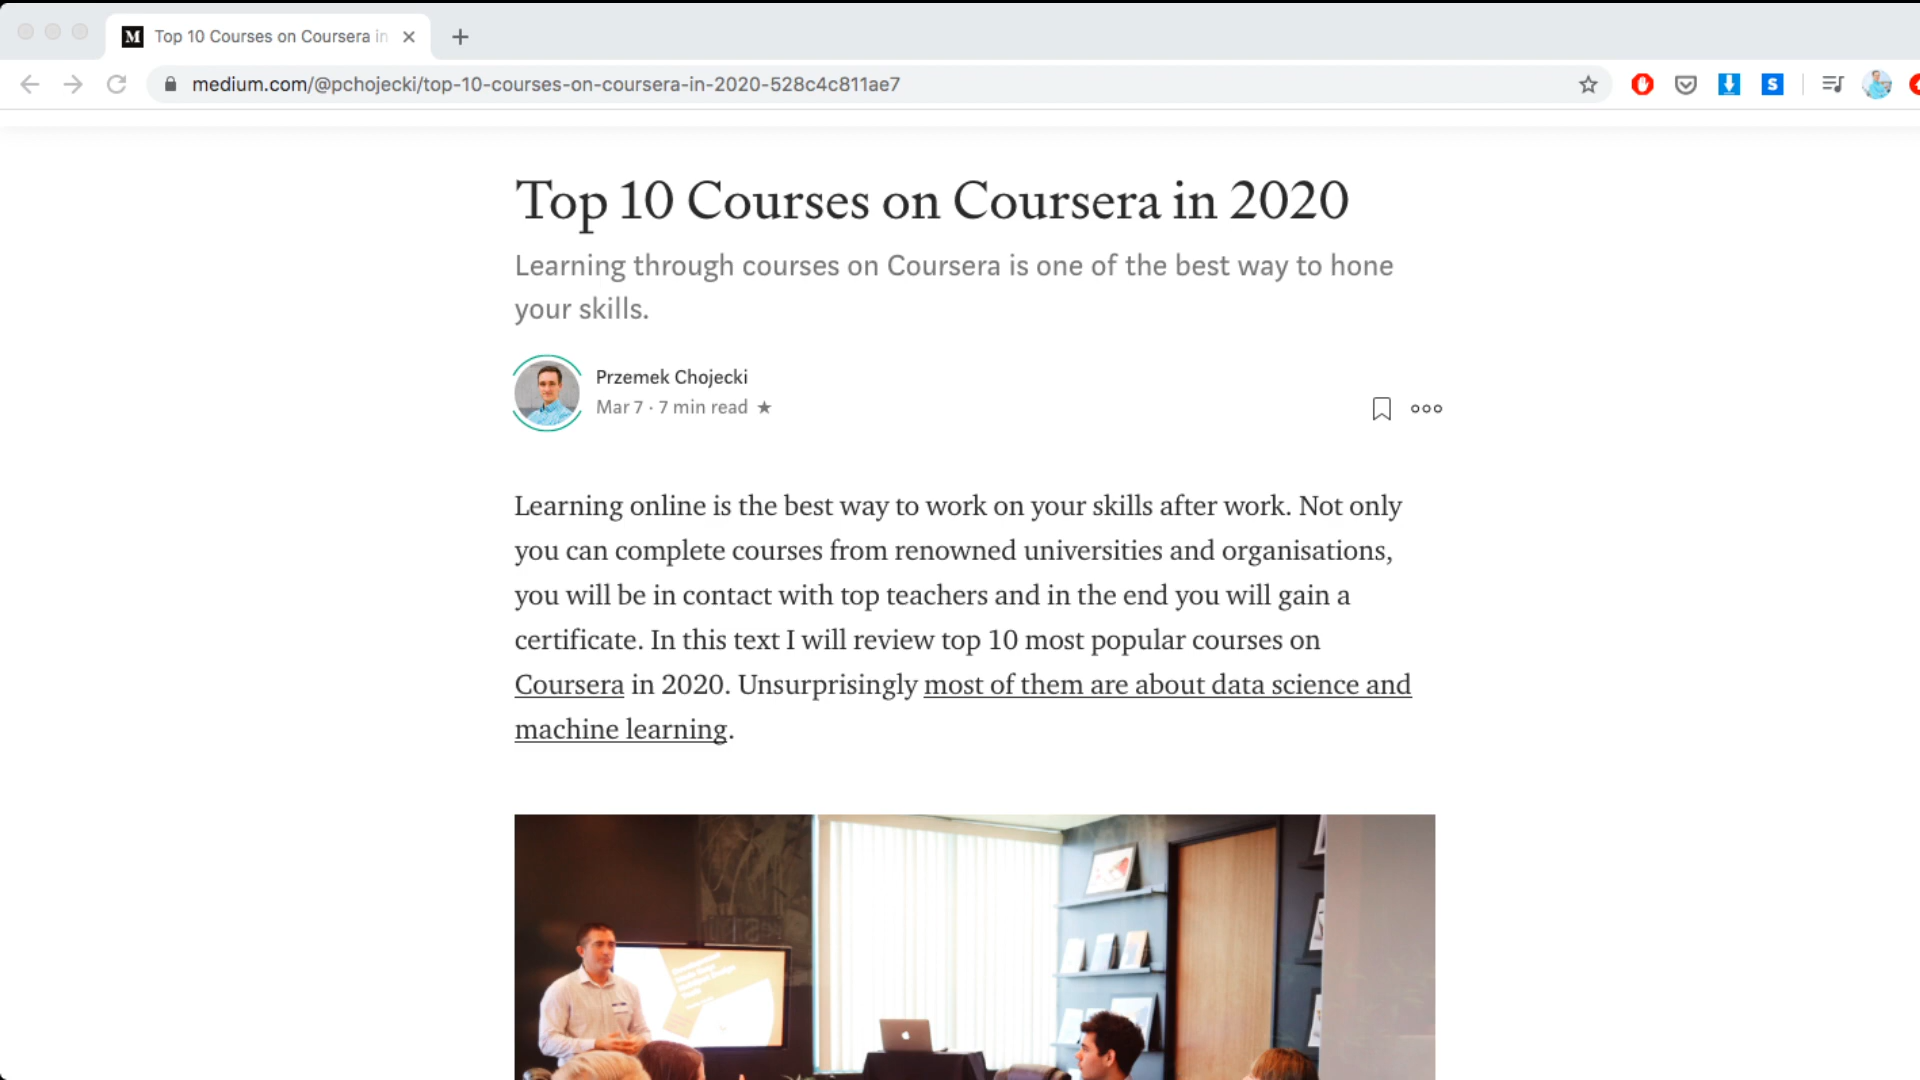 M Top 10 Courses on Coursera in
medium.com/@pchojecki/top-10-courses-on-coursera-in-2020-528c4c811ae7
S
Top 10 Courses on Coursera in 2020
Learning through courses on Coursera is one of the best way to hone
your skills.
Przemek Chojecki
Mar 7 · 7 min read ★
Learning online is the best way to work on your skills after work. Not only
you can complete courses from renowned universities and organisations,
you will be in contact with top teachers and in the end you will gain a
certificate. In this text I will review top 10 most popular courses on
Coursera in 2020. Unsurprisingly most of them are about data science and
machine learning.